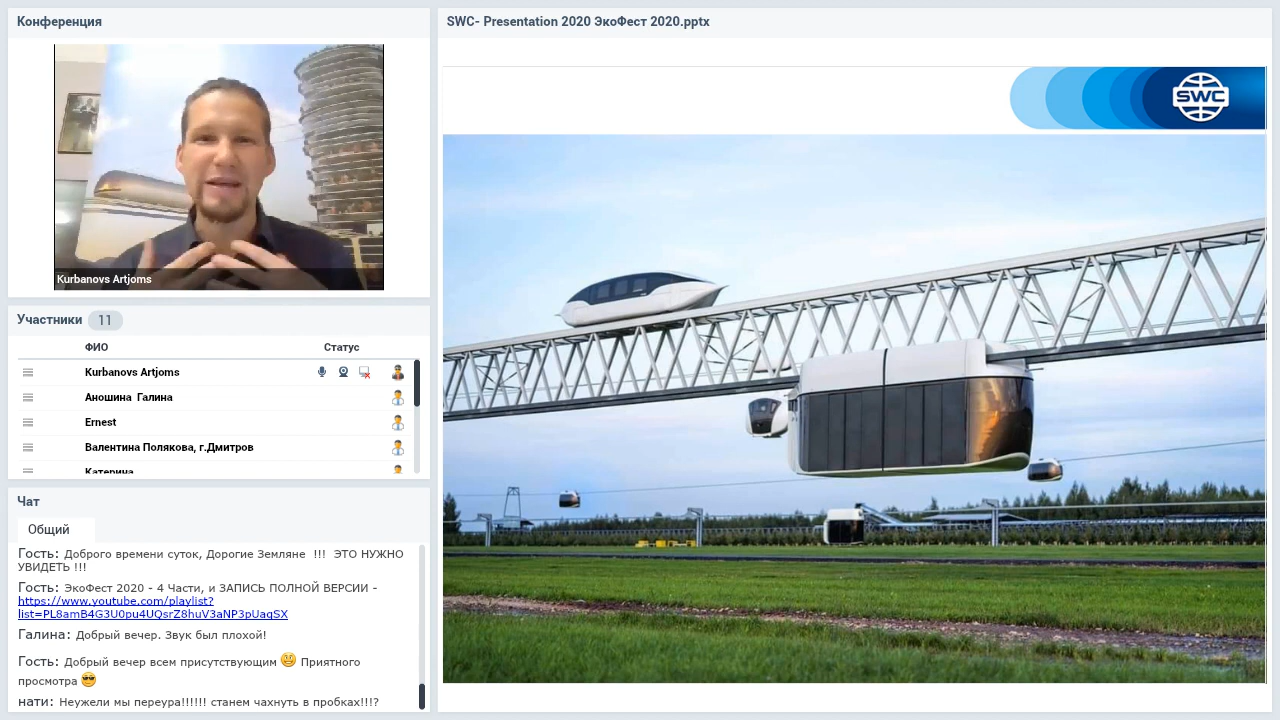 Конференция
SWC- Presentation 2020 ЭкоФест 2020.pptx
SWC
Kurbanovs Artjoms
Участники 11
ФИО Статус
Kurbanovs Artjoms
Аношина Галина
Ernest
Валентина Полякова, г.Дмитров
Катерина
Чат
Общий
Гость: Доброго времени суток, Дорогие Земляне !!! ЭТО НУЖНО
УВИДЕТЬ !!!
Гость: ЭкоФест 2020 - 4 Части, и ЗАПИСЬ ПОЛНОЙ ВЕРСИИ -
https://www.youtube.com/playlist?
list=PL8amB4G3U0pu4UQsrZ8huV3aNP3pUaqSX
Галина: Добрый вечер. Звук был плохой!
Гость: Добрый вечер всем присутствующим Приятного
просмотра
нати: Неужели мы переура!!!!!! станем чахнуть в пробках!!!?